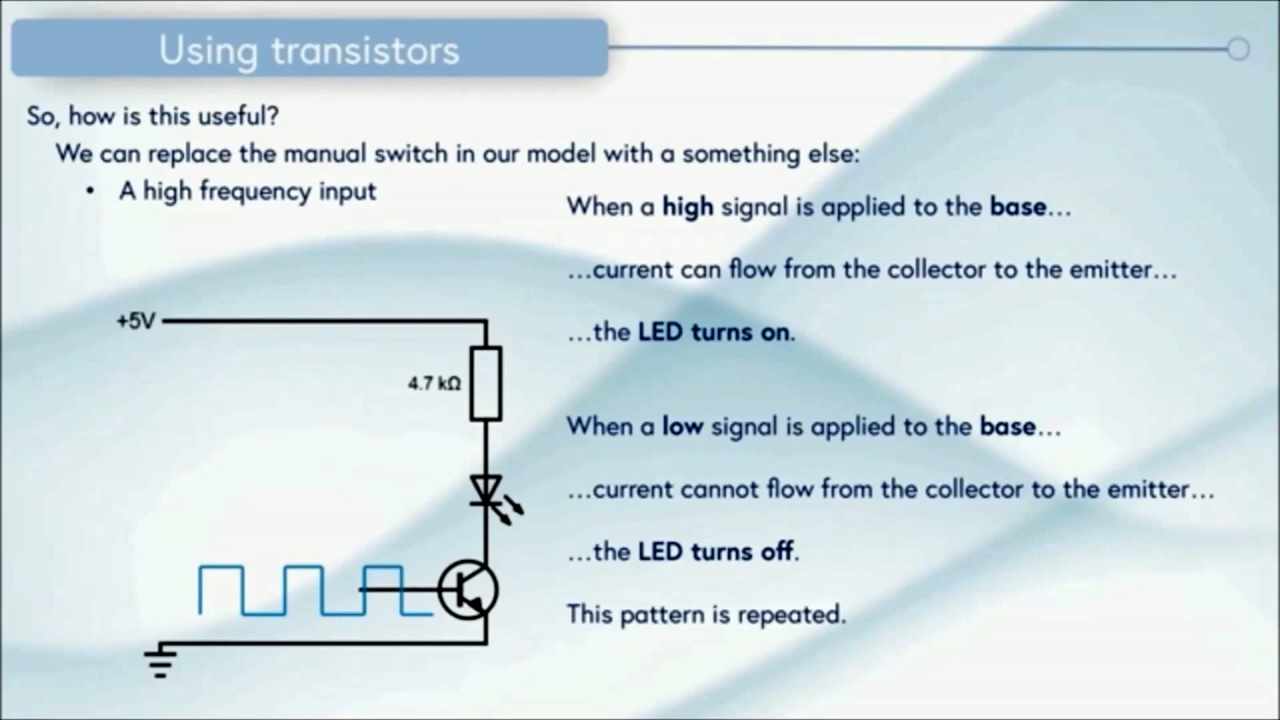 Using transistors
So, how is this useful?
We can replace the manual switch in our model with a something else:
• A high frequency input
When a high signal is applied to the base...
...current can flow from the collector to the emitter...
...the LED turns on.
+5V
4.7 kΩ
When a low signal is applied to the base...
...current cannot flow from the collector to the emitter...
...the LED turns off.
This pattern is repeated.